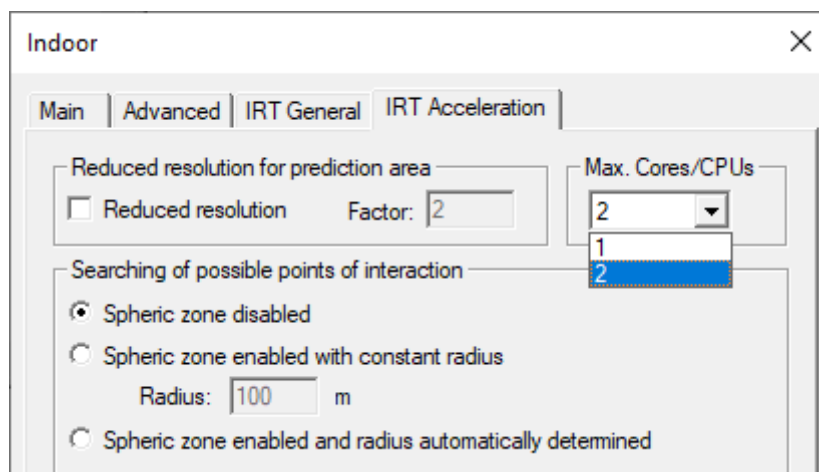 Indoor
Main Advanced IRT General IRT Acceleration
Reduced resolution for prediction area
Reduced resolution Factor: 2
Max. Cores/CPUs
2
1
2
Searching of possible points of interaction
Spheric zone disabled
Spheric zone enabled with constant radius
Radius: 100 m
Spheric zone enabled and radius automatically determined